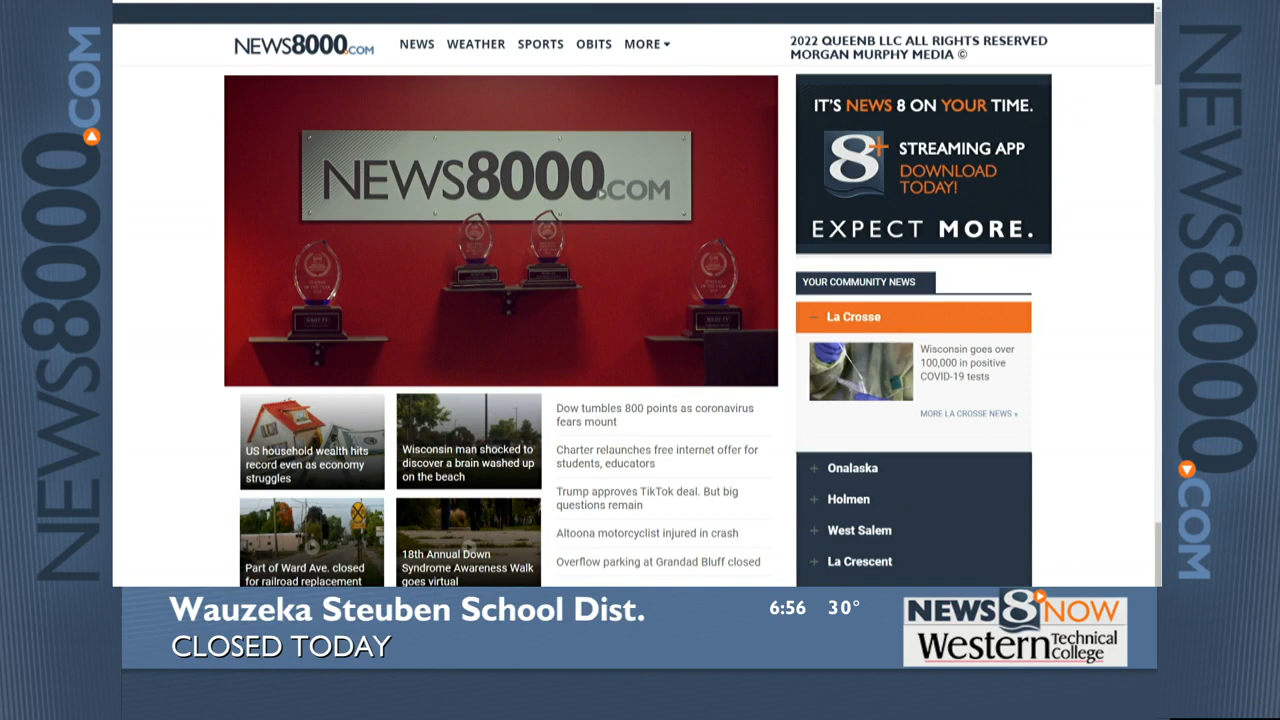 NEWS8000.COM
NEWS8000.COM
NEWS
WEATHER
SPORTS
OBITS
MORE
2022 QUEENB LLC ALL RIGHTS RESERVED
MORGAN MURPHY MEDIA ©
NEWS8000.COM
IT'S NEWS 8 ON YOUR TIME.
8+
STREAMING APP
DOWNLOAD
TODAY!
EXPECT MORE.
YOUR COMMUNITY NEWS
La Crosse
Wisconsin goes over
100,000 in positive
COVID-19 tests
MORE LA CROSSE NEWS »
Onalaska
Holmen
West Salem
La Crescent
US household wealth hits
record even as economy
struggles
Wisconsin man shocked to
discover a brain washed up
on the beach
Part of Ward Ave. closed
for railroad replacement
18th Annual Down
Syndrome Awareness Walk
goes virtual
Dow tumbles 800 points as coronavirus
fears mount
Charter relaunches free internet offer for
students, educators
Trump approves TikTok deal. But big
questions remain
Altoona motorcyclist injured in crash
Overflow parking at Grandad Bluff closed
Wauzeka Steuben School Dist.
CLOSED TODAY
6:56 30°
NEWS 8 NOW
Western Technical
College
NEWS8000.COM